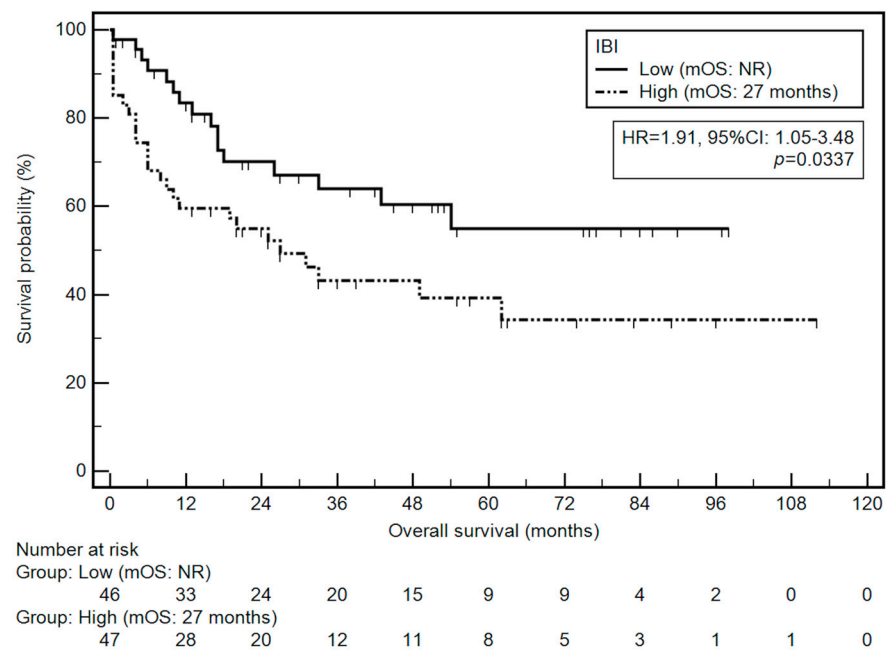 100
80
60
40
20
0
Survival probability (%)
IBI
Low (mOS: NR)
High (mOS: 27 months)
HR=1.91, 95%CI: 1.05-3.48
p=0.0337
0 12 24 36 48 60 72 84 96 108 120
Overall survival (months)
Number at risk
Group: Low (mOS: NR)
46 33 24 20 15 9 9 4 2 0 0
Group: High (mOS: 27 months)
47 28 20 12 11 8 5 3 1 1 0